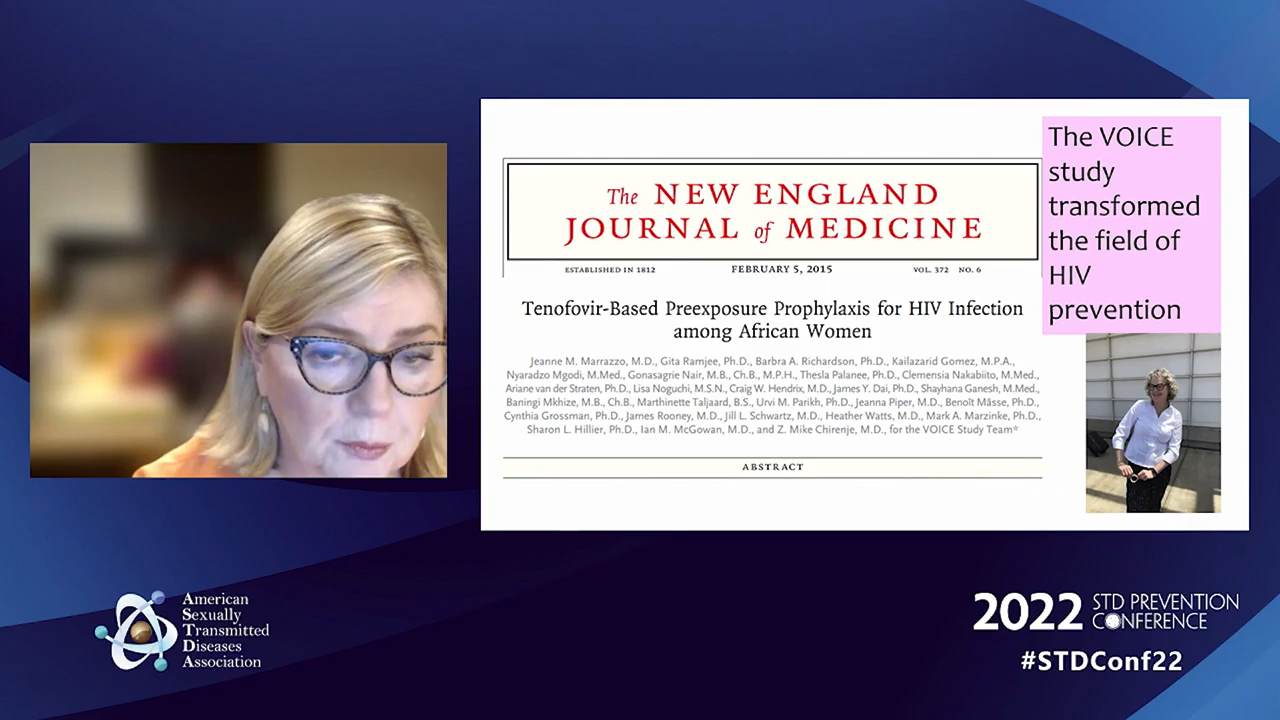 The NEW ENGLAND
JOURNAL of MEDICINE
ESTABLISHED IN 1812
FEBRUARY 5, 2015
VOL. 372 NO. 6
Tenofovir-Based Preexposure Prophylaxis for HIV Infection
among African Women
Jeanne M. Marrazzo, M.D., Gita Ramjee, Ph.D., Barbra A. Richardson, Ph.D., Kailazarid Gomez, M.P.A.,
Nyaradzo Mgodi, M.Med., Gonasagrie Nair, M.B., Ch.B., M.P.H., Thesla Palanee, Ph.D., Clemensia Nakabiito, M.Med.,
Ariane van der Straten, Ph.D., Lisa Noguchi, M.S.N., Craig W. Hendrix, M.D., James Y. Dai, Ph.D., Shayhana Ganesh, M.Med.,
Baningi Mkhize, M.B., Ch.B., Marthinette Taljaard, B.S., Urvi M. Parikh, Ph.D., Jeanna Piper, M.D., Benoît Mâsse, Ph.D.,
Cynthia Grossman, Ph.D., James Rooney, M.D., Jill L. Schwartz, M.D., Heather Watts, M.D., Mark A. Marzinke, Ph.D.,
Sharon L. Hillier, Ph.D., Ian M. McGowan, M.D., and Z. Mike Chirenje, M.D., for the VOICE Study Team*
ABSTRACT
The VOICE
study
transformed
the field of
HIV
prevention
American
Sexually
Transmitted
Diseases
Association
2022 STD PREVENTION
CONFERENCE
#STDConf22